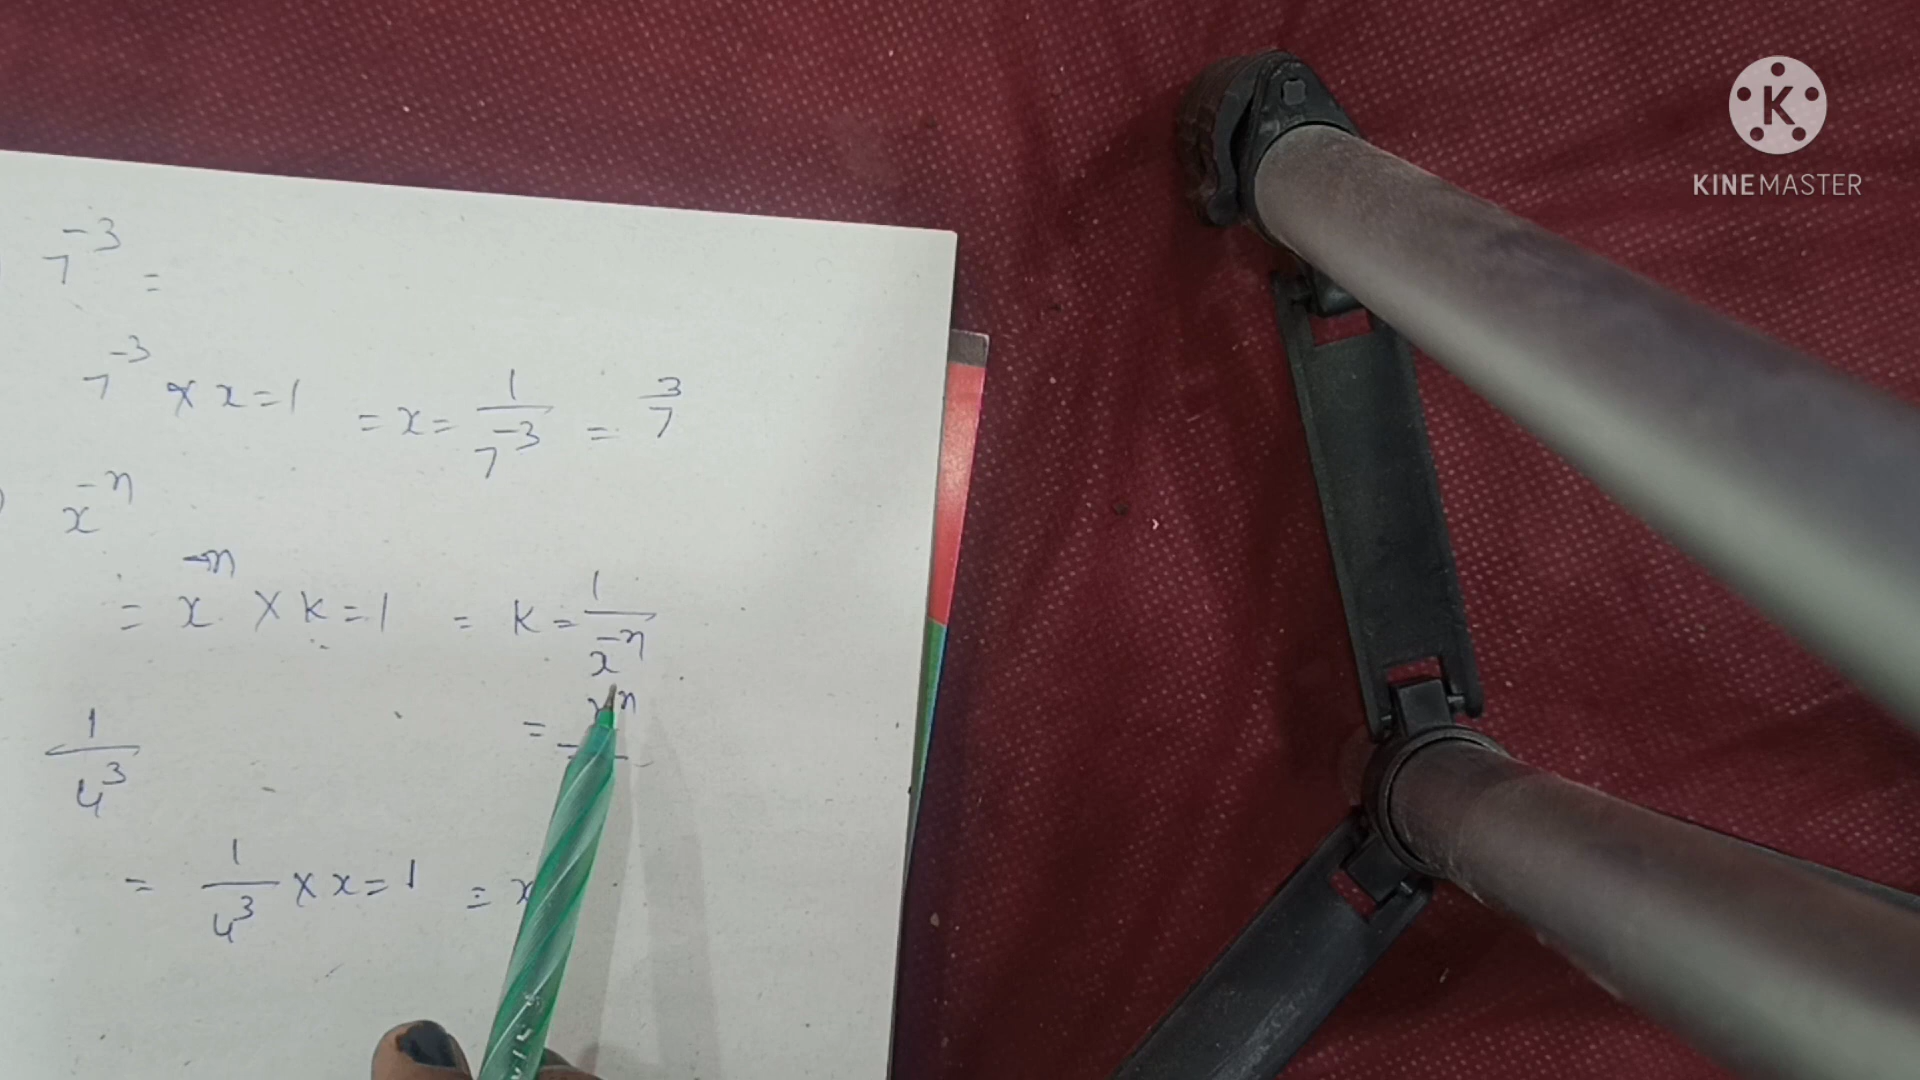 7^-3 =
7^-3 × x = 1 = x = 1/7^-3 = 3/7
x^-n
= x^-n × K = 1 = K = 1/x^-n
= x^n
1/4^3
= 1/4^3 × x = 1 = x
KINEMASTER